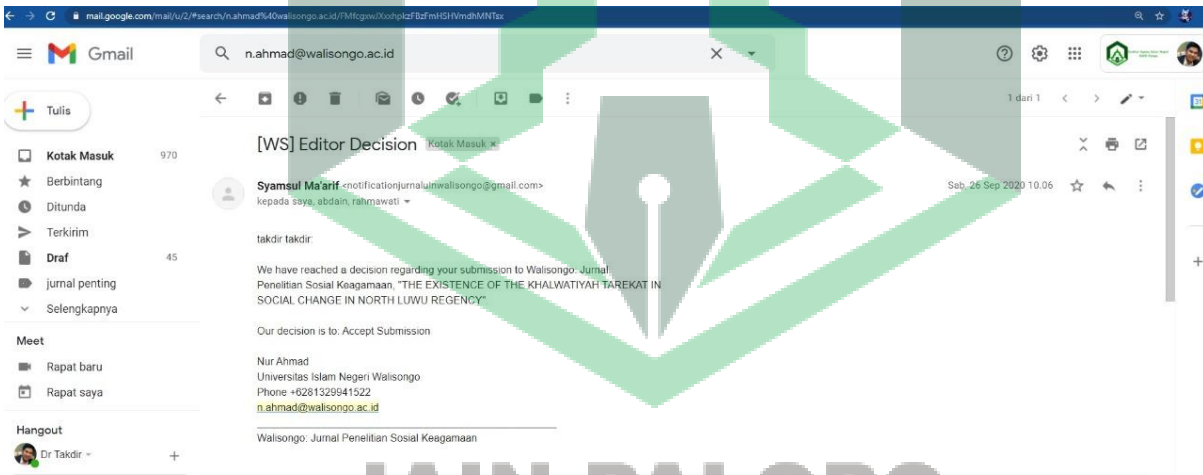 mail.google.com/mail/u/2/#search/n.ahmad%40walisongo.ac.id/FMfcgxwJXxxhpkzFBzFmHSHVmdhMNTsx
Gmail
n.ahmad@walisongo.ac.id
Tulis
1 dari 1
Kotak Masuk 970
Berbintang
Ditunda
Terkirim
Draf 45
jurnal penting
Selengkapnya
Meet
Rapat baru
Rapat saya
Hangout
Dr Takdir
[WS] Editor Decision Kotak Masuk ×
Syamsul Ma'arif <notificationjurnaluinwalisongo@gmail.com> Sab, 26 Sep 2020 10.06
kepada saya, abdain, rahmawati
takdir takdir:
We have reached a decision regarding your submission to Walisongo: Jurnal
Penelitian Sosial Keagamaan, "THE EXISTENCE OF THE KHALWATIYAH TAREKAT IN
SOCIAL CHANGE IN NORTH LUWU REGENCY"
Our decision is to: Accept Submission
Nur Ahmad
Universitas Islam Negeri Walisongo
Phone +6281329941522
n.ahmad@walisongo.ac.id
Walisongo: Jurnal Penelitian Sosial Keagamaan
IAIN PALOPO